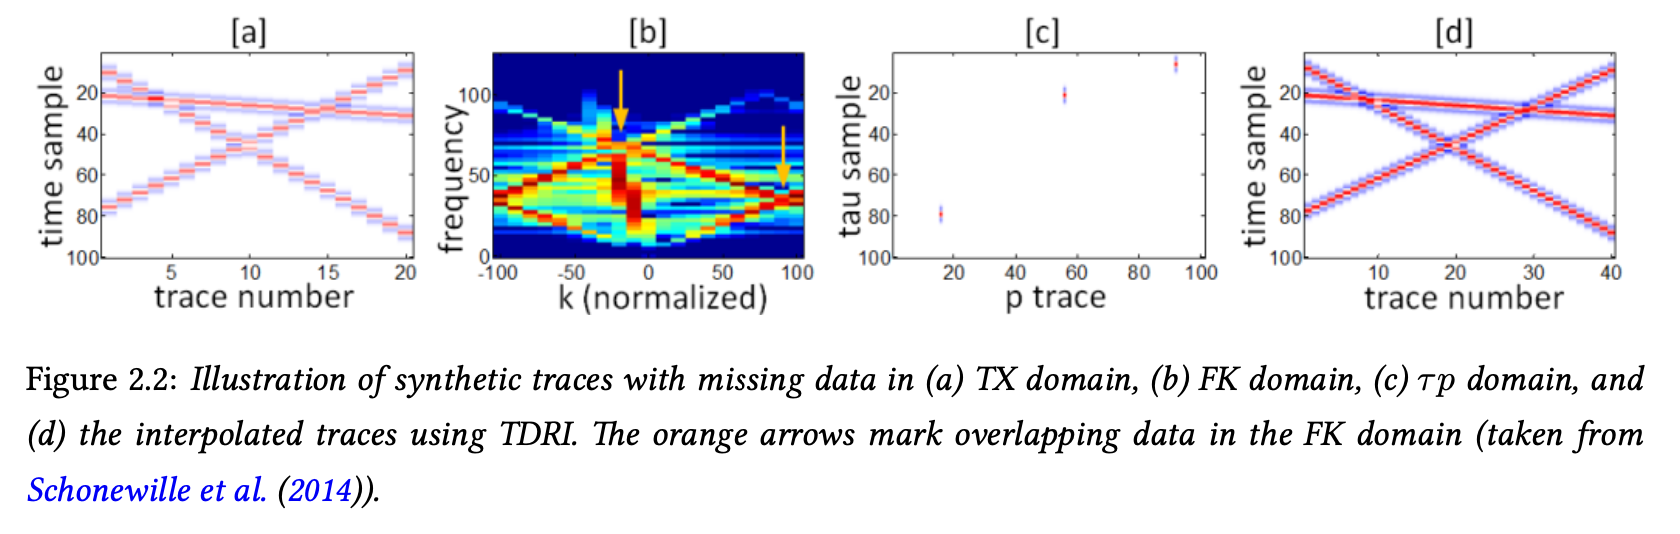 [a] [b] [c] [d]
time sample
20
40
60
80
100
5 10 15 20
trace number
frequency
100
50
0
-100 -50 0 50 100
k (normalized)
tau sample
20
40
60
80
100
20 40 60 80 100
p trace
time sample
20
40
60
80
100
10 20 30 40
trace number
Figure 2.2: Illustration of synthetic traces with missing data in (a) TX domain, (b) FK domain, (c) τp domain, and
(d) the interpolated traces using TDRI. The orange arrows mark overlapping data in the FK domain (taken from
Schonewille et al. (2014)).